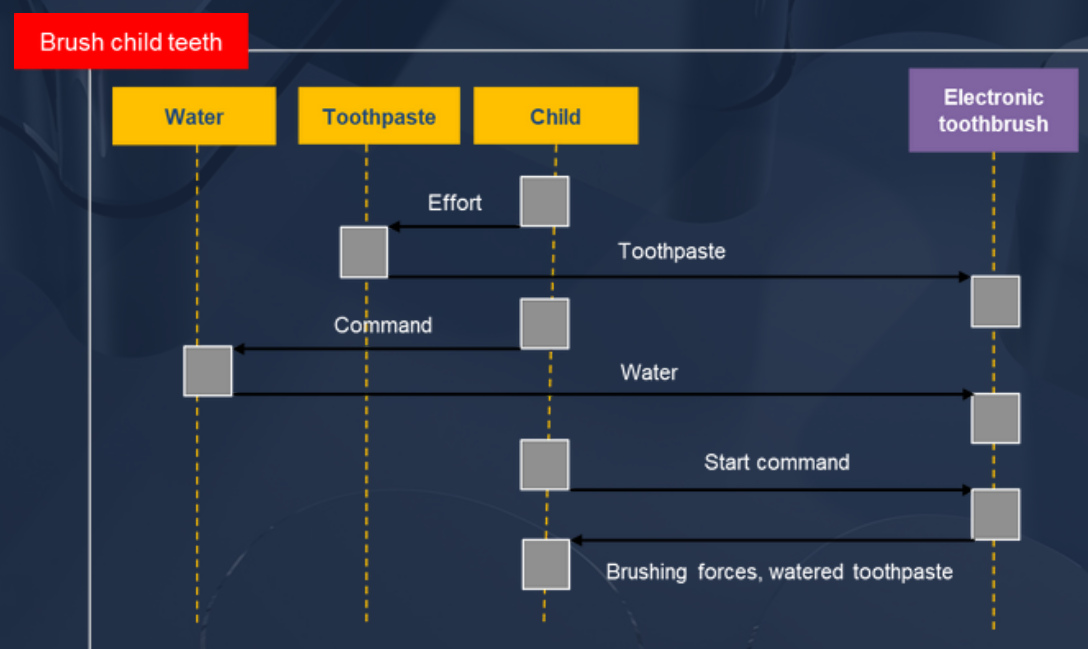 Brush child teeth
Water
Toothpaste
Child
Electronic
toothbrush
Effort
Toothpaste
Command
Water
Start command
Brushing forces, watered toothpaste